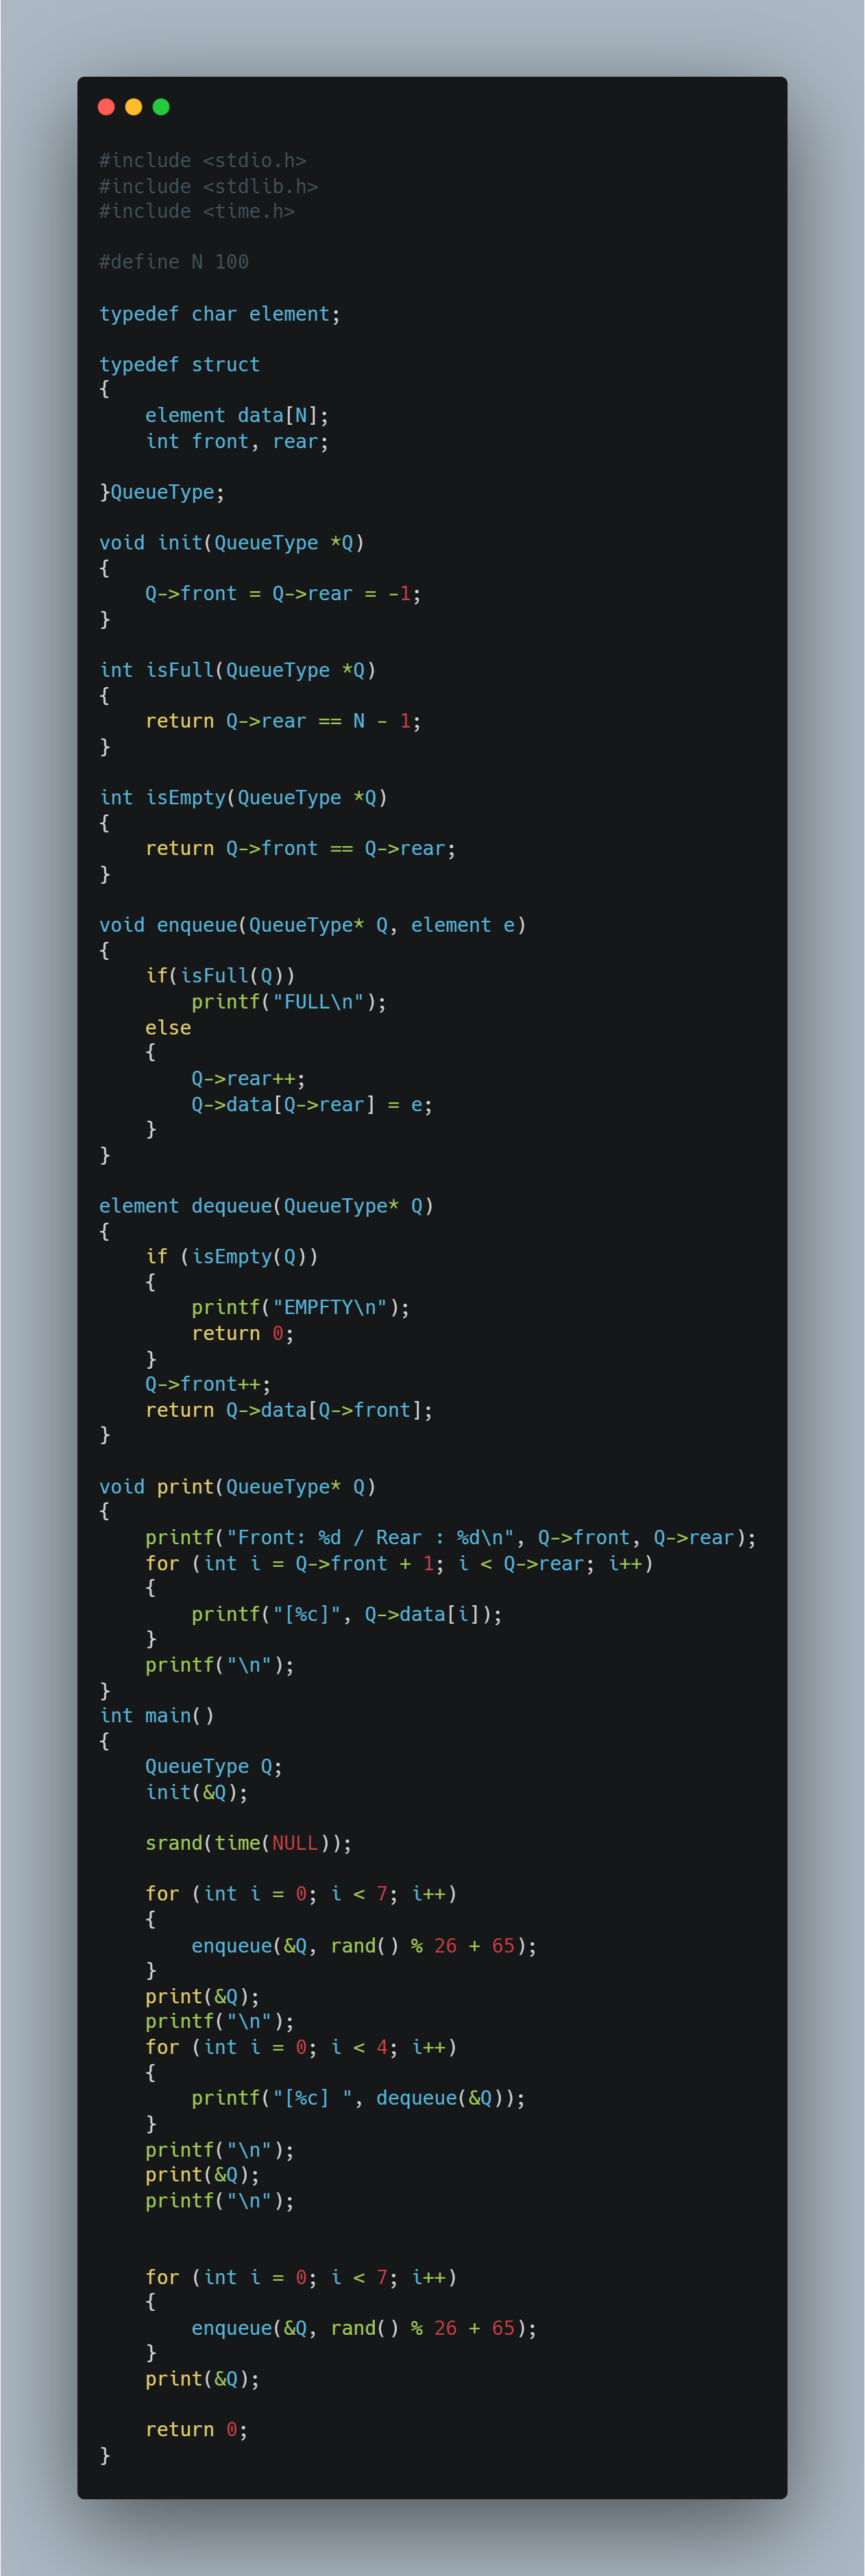 #include <stdio.h>
#include <stdlib.h>
#include <time.h>

#define N 100

typedef char element;

typedef struct
{
    element data[N];
    int front, rear;

}QueueType;

void init(QueueType *Q)
{
    Q->front = Q->rear = -1;
}

int isFull(QueueType *Q)
{
    return Q->rear == N - 1;
}

int isEmpty(QueueType *Q)
{
    return Q->front == Q->rear;
}

void enqueue(QueueType* Q, element e)
{
    if(isFull(Q))
        printf("FULL\n");
    else
    {
        Q->rear++;
        Q->data[Q->rear] = e;
    }
}

element dequeue(QueueType* Q)
{
    if (isEmpty(Q))
    {
        printf("EMPFTY\n");
        return 0;
    }
    Q->front++;
    return Q->data[Q->front];
}

void print(QueueType* Q)
{
    printf("Front: %d / Rear : %d\n", Q->front, Q->rear);
    for (int i = Q->front + 1; i < Q->rear; i++)
    {
        printf("[%c]", Q->data[i]);
    }
    printf("\n");
}
int main()
{
    QueueType Q;
    init(&Q);

    srand(time(NULL));

    for (int i = 0; i < 7; i++)
    {
        enqueue(&Q, rand() % 26 + 65);
    }
    print(&Q);
    printf("\n");
    for (int i = 0; i < 4; i++)
    {
        printf("[%c] ", dequeue(&Q));
    }
    printf("\n");
    print(&Q);
    printf("\n");


    for (int i = 0; i < 7; i++)
    {
        enqueue(&Q, rand() % 26 + 65);
    }
    print(&Q);

    return 0;
}